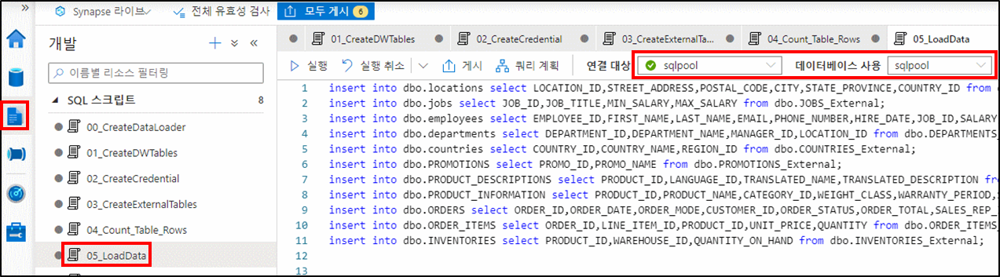 Synapse 라이브
전체 유효성 검사
모두 게시 6
개발
이름별 리소스 필터링
SQL 스크립트 8
00_CreateDataLoader
01_CreateDWTables
02_CreateCredential
03_CreateExternalTables
04_Count_Table_Rows
05_LoadData
01_CreateDWTables 02_CreateCredential 03_CreateExternalTa... 04_Count_Table_Rows 05_LoadData
실행 실행 취소 게시 쿼리 계획 연결 대상 sqlpool 데이터베이스 사용 sqlpool
1 insert into dbo.locations select LOCATION_ID,STREET_ADDRESS,POSTAL_CODE,CITY,STATE_PROVINCE,COUNTRY_ID from
2 insert into dbo.jobs select JOB_ID,JOB_TITLE,MIN_SALARY,MAX_SALARY from dbo.JOBS_External;
3 insert into dbo.employees select EMPLOYEE_ID,FIRST_NAME,LAST_NAME,EMAIL,PHONE_NUMBER,HIRE_DATE,JOB_ID,SALARY
4 insert into dbo.departments select DEPARTMENT_ID,DEPARTMENT_NAME,MANAGER_ID,LOCATION_ID from dbo.DEPARTMENTS_
5 insert into dbo.countries select COUNTRY_ID,COUNTRY_NAME,REGION_ID from dbo.COUNTRIES_External;
6 insert into dbo.PROMOTIONS select PROMO_ID,PROMO_NAME from dbo.PROMOTIONS_External;
7 insert into dbo.PRODUCT_DESCRIPTIONS select PRODUCT_ID,LANGUAGE_ID,TRANSLATED_NAME,TRANSLATED_DESCRIPTION
8 insert into dbo.PRODUCT_INFORMATION select PRODUCT_ID,PRODUCT_NAME,CATEGORY_ID,WEIGHT_CLASS,WARRANTY_PERIOD,
9 insert into dbo.ORDERS select ORDER_ID,ORDER_DATE,ORDER_MODE,CUSTOMER_ID,ORDER_STATUS,ORDER_TOTAL,SALES_REP_
10 insert into dbo.ORDER_ITEMS select ORDER_ID,LINE_ITEM_ID,PRODUCT_ID,UNIT_PRICE,QUANTITY from dbo.ORDER_ITEMS_
11 insert into dbo.INVENTORIES select PRODUCT_ID,WAREHOUSE_ID,QUANTITY_ON_HAND from dbo.INVENTORIES_External;
12
13